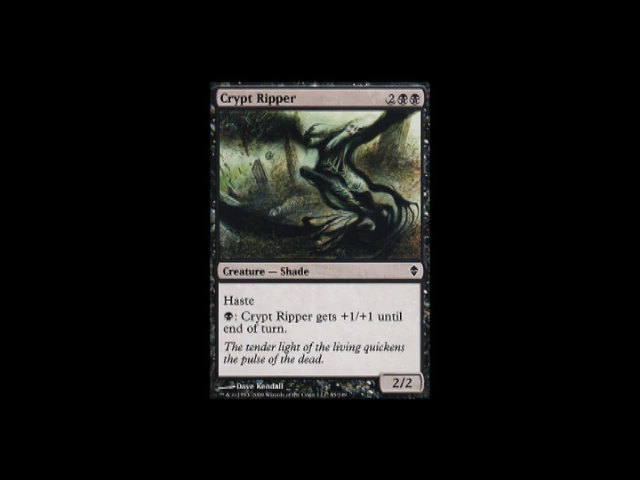 Crypt Ripper 2
Creature — Shade
Haste
: Crypt Ripper gets +1/+1 until
end of turn.
The tender light of the living quickens
the pulse of the dead.
2/2
Dave Kendall